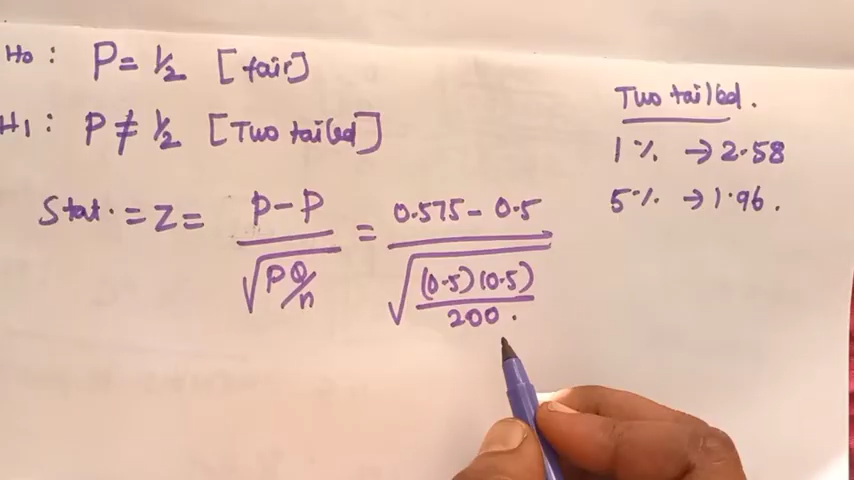 H0 : P = 1/2 [fair]
H1 : P ≠ 1/2 [Two tailed]
Two tailed.
1% → 2.58
5% → 1.96.
Stat. = Z = p - P / √(PQ/n) = 0.575 - 0.5 / √((0.5)(0.5)/200.)